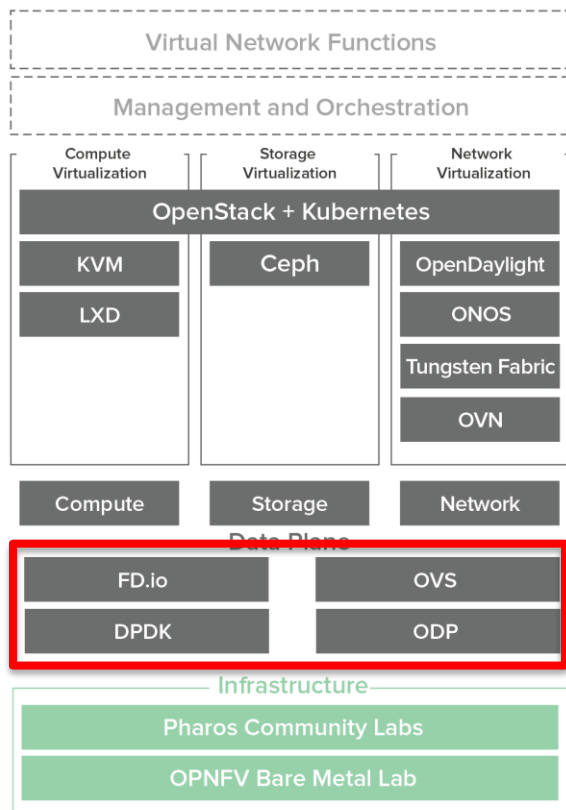 Virtual Network Functions
Management and Orchestration
Compute
Virtualization
Storage
Virtualization
Network
Virtualization
OpenStack + Kubernetes
KVM
Ceph
OpenDaylight
LXD
ONOS
Tungsten Fabric
OVN
Compute
Storage
Network
Data Plane
FD.io
OVS
DPDK
ODP
Infrastructure
Pharos Community Labs
OPNFV Bare Metal Lab